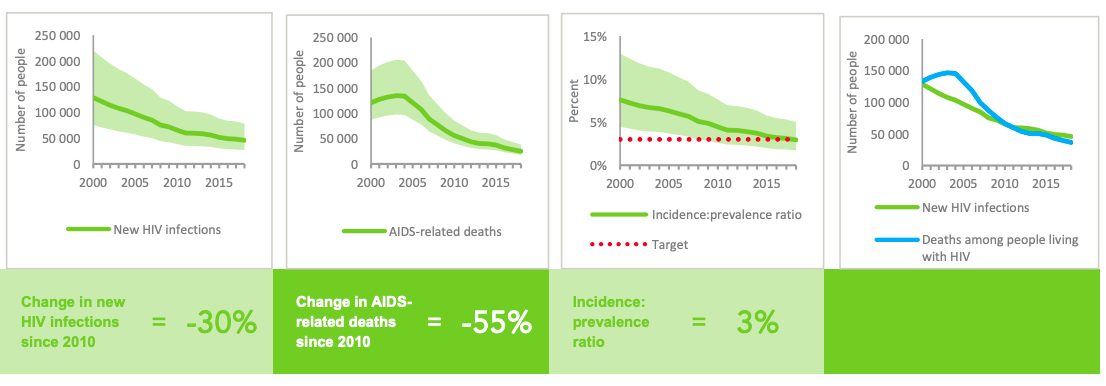 Number of people
250 000
200 000
150 000
100 000
50 000
0
2000 2005 2010 2015
New HIV infections
Number of people
250 000
200 000
150 000
100 000
50 000
0
2000 2005 2010 2015
AIDS-related deaths
Percent
15%
10%
5%
0%
2000 2005 2010 2015
Incidence:prevalence ratio
Target
Number of people
200 000
150 000
100 000
50 000
0
2000 2005 2010 2015
New HIV infections
Deaths among people living
with HIV
Change in new
HIV infections
since 2010
= -30%
Change in AIDS-
related deaths
since 2010
= -55%
Incidence:
prevalence
ratio
= 3%